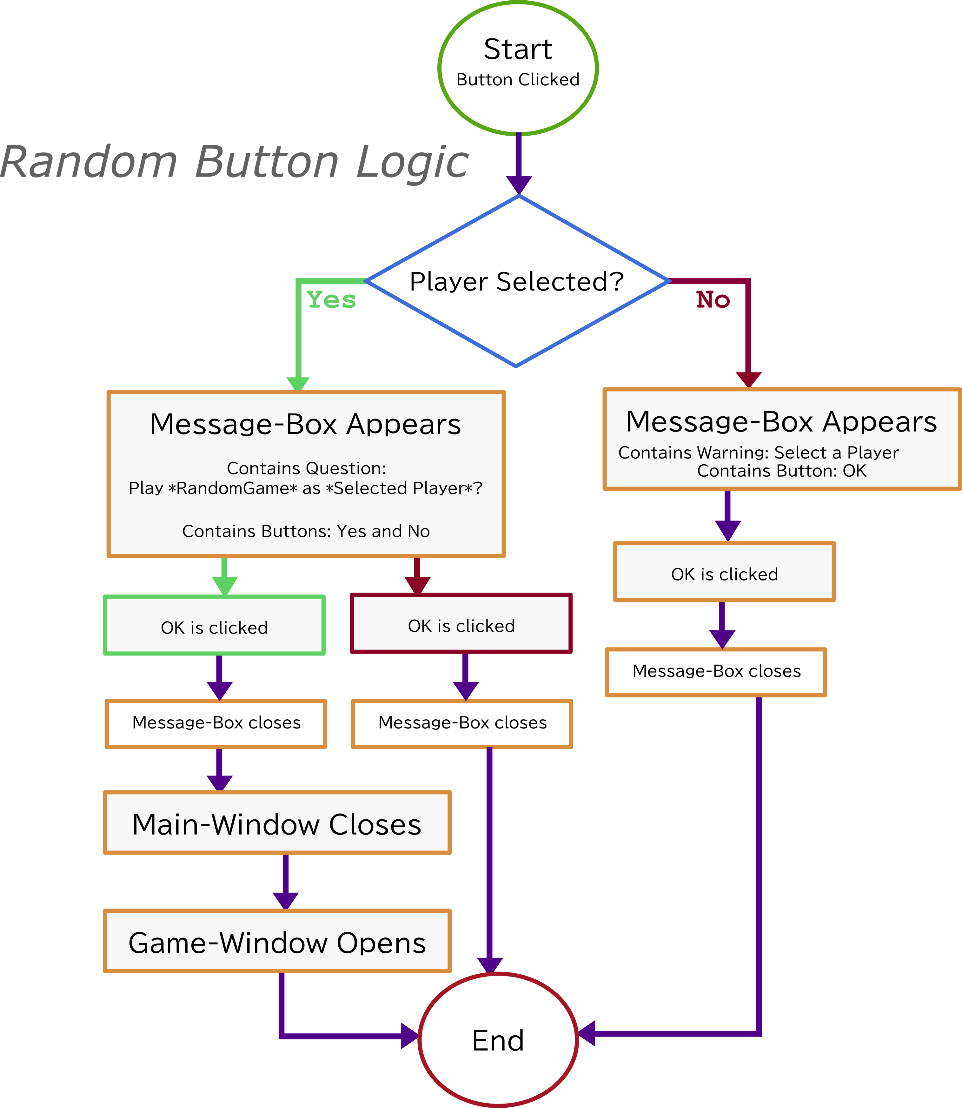 Start
Button Clicked
Random Button Logic
Player Selected?
Yes
No
Message-Box Appears
Contains Question:
Play *RandomGame* as *Selected Player*?
Contains Buttons: Yes and No
Message-Box Appears
Contains Warning: Select a Player
Contains Button: OK
OK is clicked
OK is clicked
OK is clicked
Message-Box closes
Message-Box closes
Message-Box closes
Main-Window Closes
Game-Window Opens
End